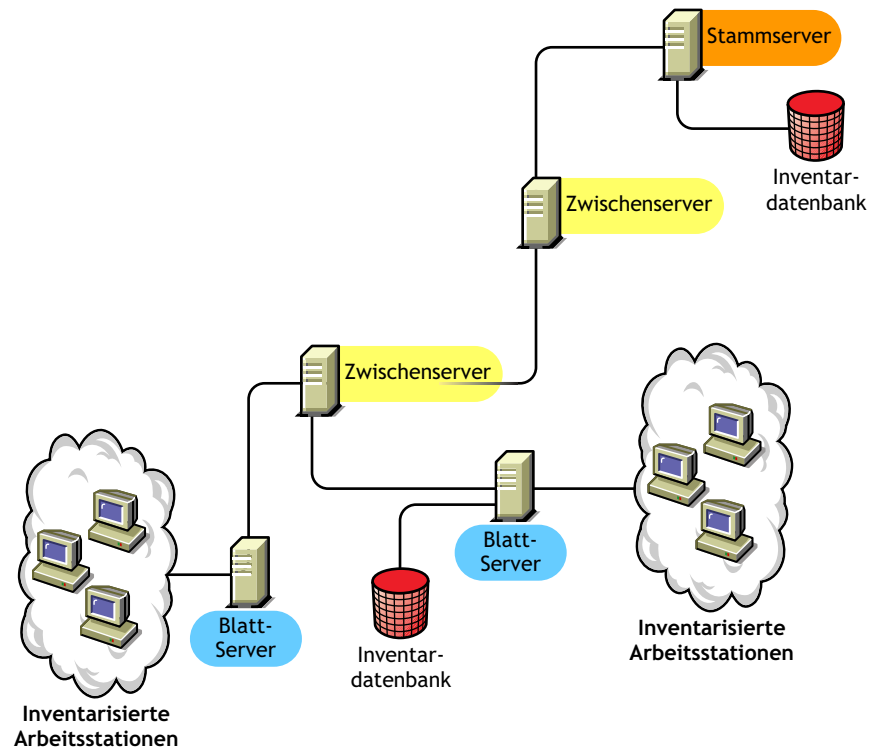 Stammserver
Inventar-
datenbank
Zwischenserver
Zwischenserver
Blatt-
Server
Inventarisierte
Arbeitsstationen
Blatt-
Server
Inventar-
datenbank
Inventarisierte
Arbeitsstationen